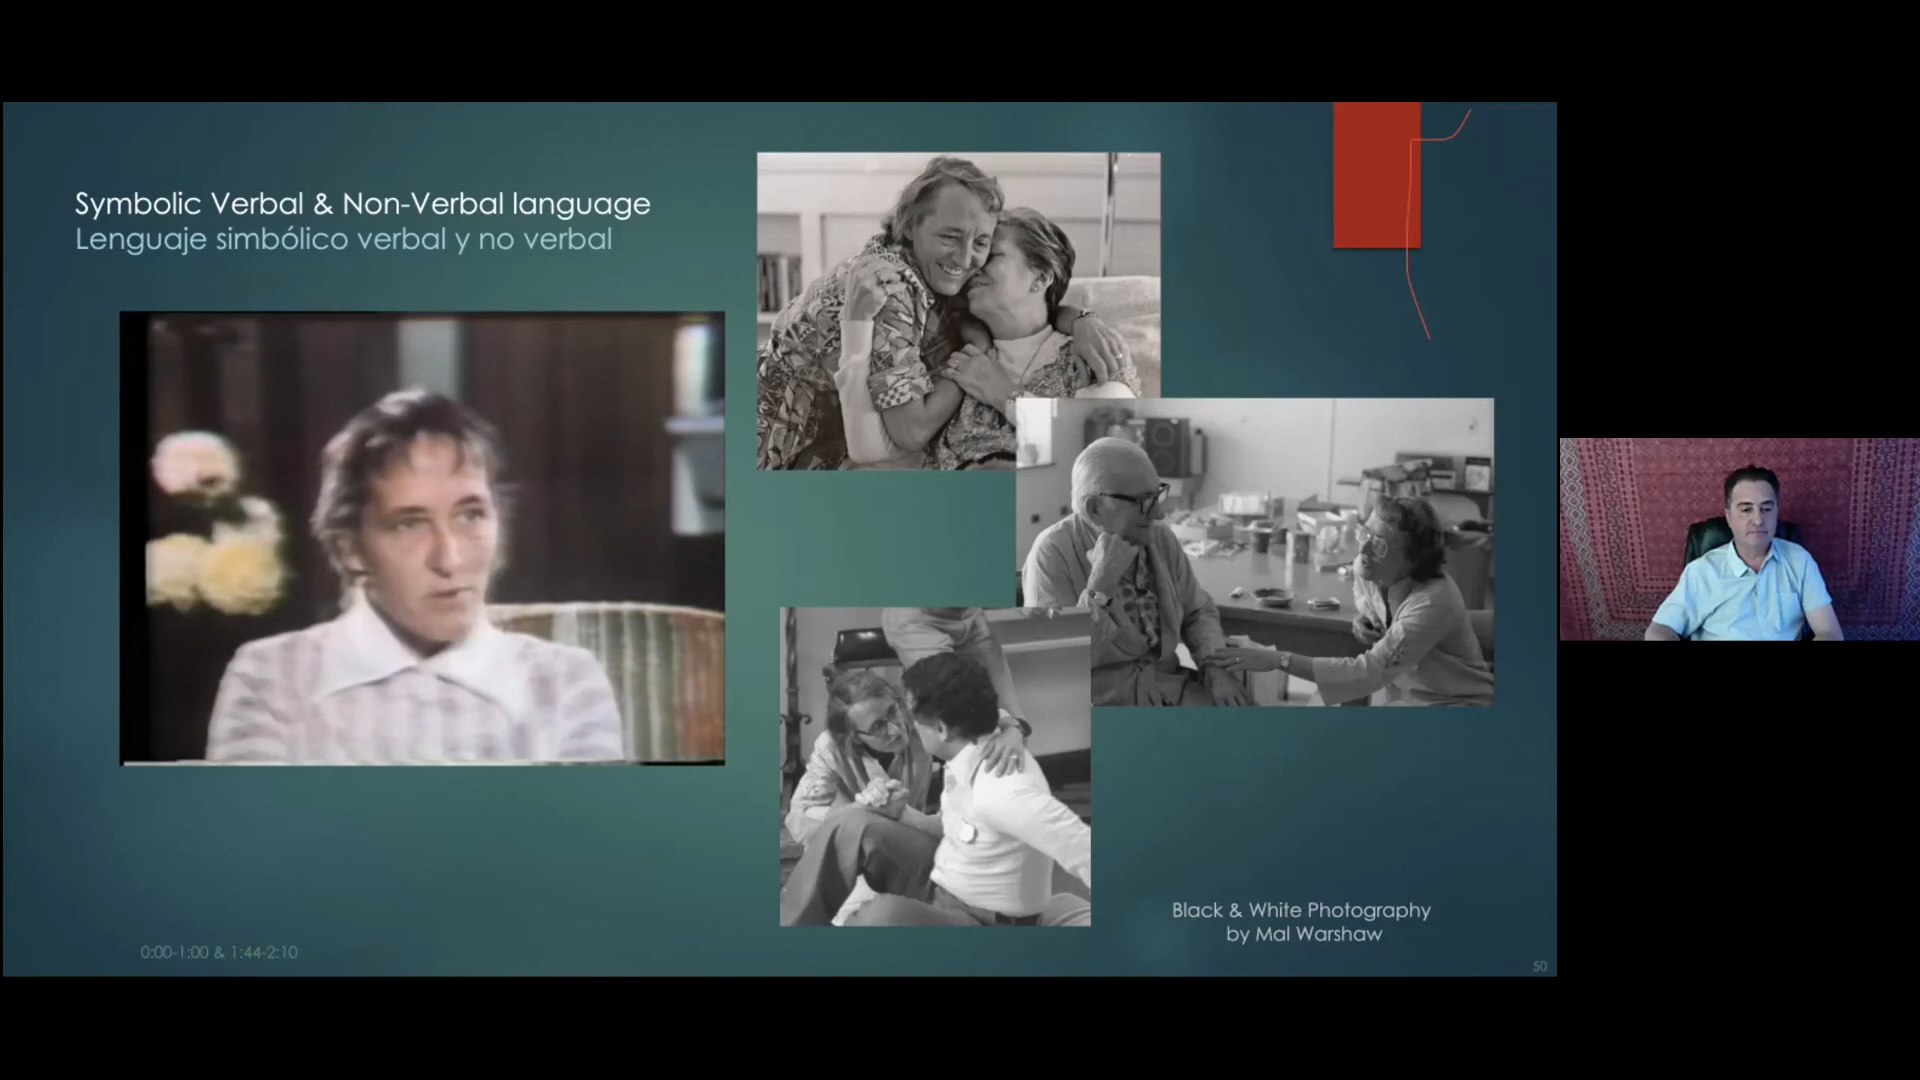 Symbolic Verbal & Non-Verbal language
Lenguaje simbólico verbal y no verbal
Black & White Photography
by Mal Warshaw
0:00-1:00 & 1:44-2:10
50